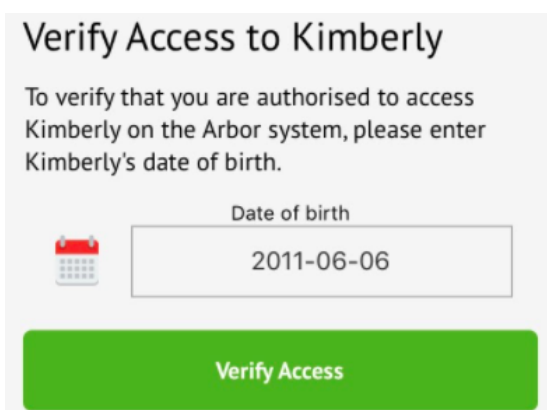 Verify Access to Kimberly
To verify that you are authorised to access
Kimberly on the Arbor system, please enter
Kimberly's date of birth.
Date of birth
2011-06-06
Verify Access